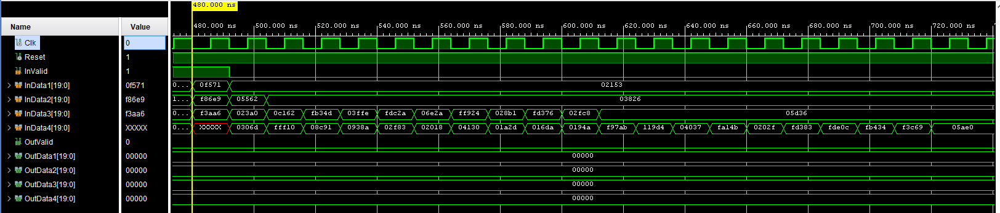 480.000 ns
Name Value
480.000 ns 500.000 ns 520.000 ns 540.000 ns 560.000 ns 580.000 ns 600.000 ns 620.000 ns 640.000 ns 660.000 ns 680.000 ns 700.000 ns 720.000 ns
Clk 0
Reset 1
InValid 1
InData1[19:0] 0f571 0... 0f571 02153
InData2[19:0] f86e9 1... f86e9 05562 03826
InData3[19:0] f3aa6 0... f3aa6 023a0 0c162 fb34d 03ffe fdc2a 06e2a ff924 028b1 fd376 02fc8 05d36
InData4[19:0] XXXXX 0... XXXXX 0306d fff10 08c91 0938a 02f83 02018 04130 01a2d 016da 0194a f97ab 119d4 04037 fa14b 0202f fd383 fde0c fb434 f3c69 05ae0
OutValid 0
OutData1[19:0] 00000 00000
OutData2[19:0] 00000 00000
OutData3[19:0] 00000 00000
OutData4[19:0] 00000 00000